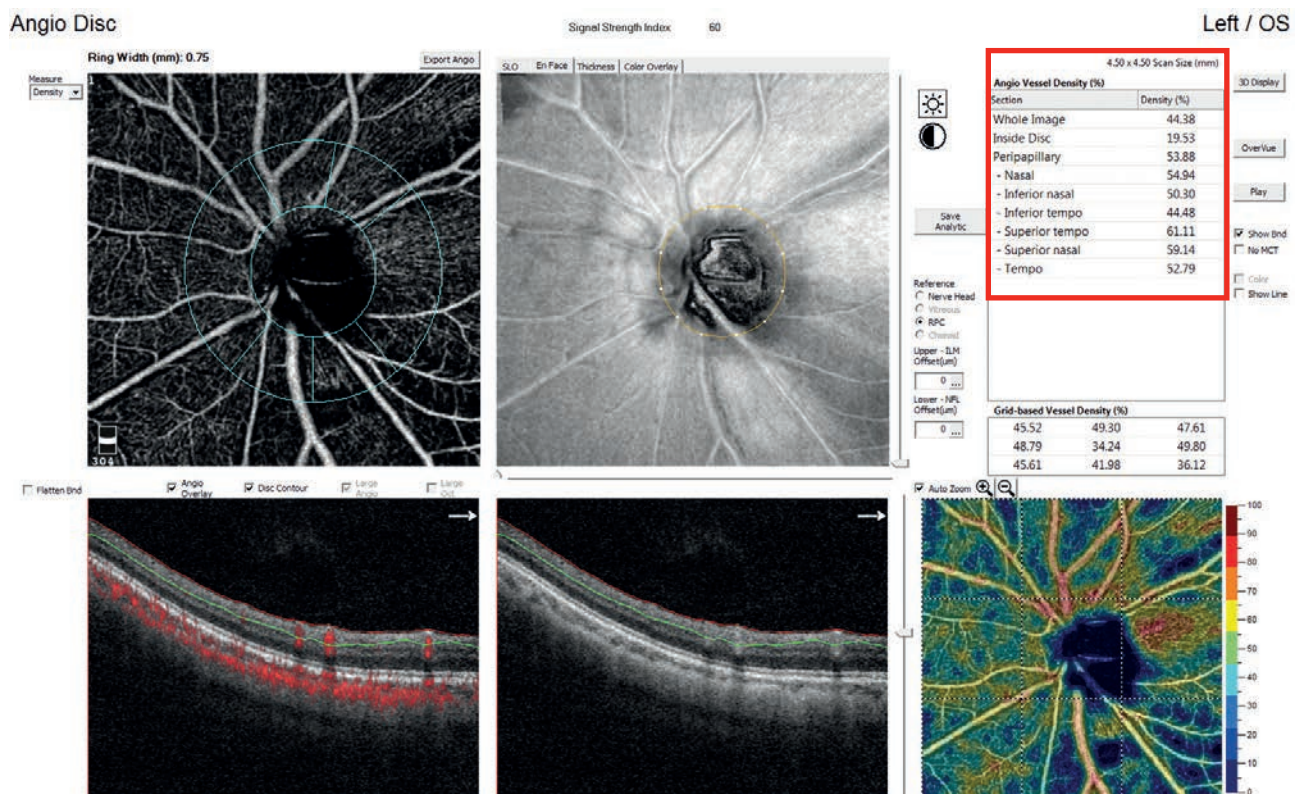 Angio Disc
Signal Strength Index 60
Left / OS
Ring Width (mm): 0.75
Export Angio
Measure
Density
304
SLO En Face Thickness Color Overlay
Save
Analytic
Reference
Nerve Head
Vitreous
RPC
Choroid
Upper - ILM
Offset(um)
0 ...
Lower - NFL
Offset(um)
0 ...
4.50 x 4.50 Scan Size (mm)
Angio Vessel Density (%)
Section Density (%)
Whole Image 44.38
Inside Disc 19.53
Peripapillary 53.88
- Nasal 54.94
- Inferior nasal 50.30
- Inferior tempo 44.48
- Superior tempo 61.11
- Superior nasal 59.14
- Tempo 52.79
3D Display
OverVue
Play
Show Bnd
No MCT
Color
Show Line
Grid-based Vessel Density (%)
45.52 49.30 47.61
48.79 34.24 49.80
45.61 41.98 36.12
Flatten Bnd
Angio
Overlay
Disc Contour
Large
Angio
Large
Oct
Auto Zoom
100
90
80
70
60
50
40
30
20
10
0